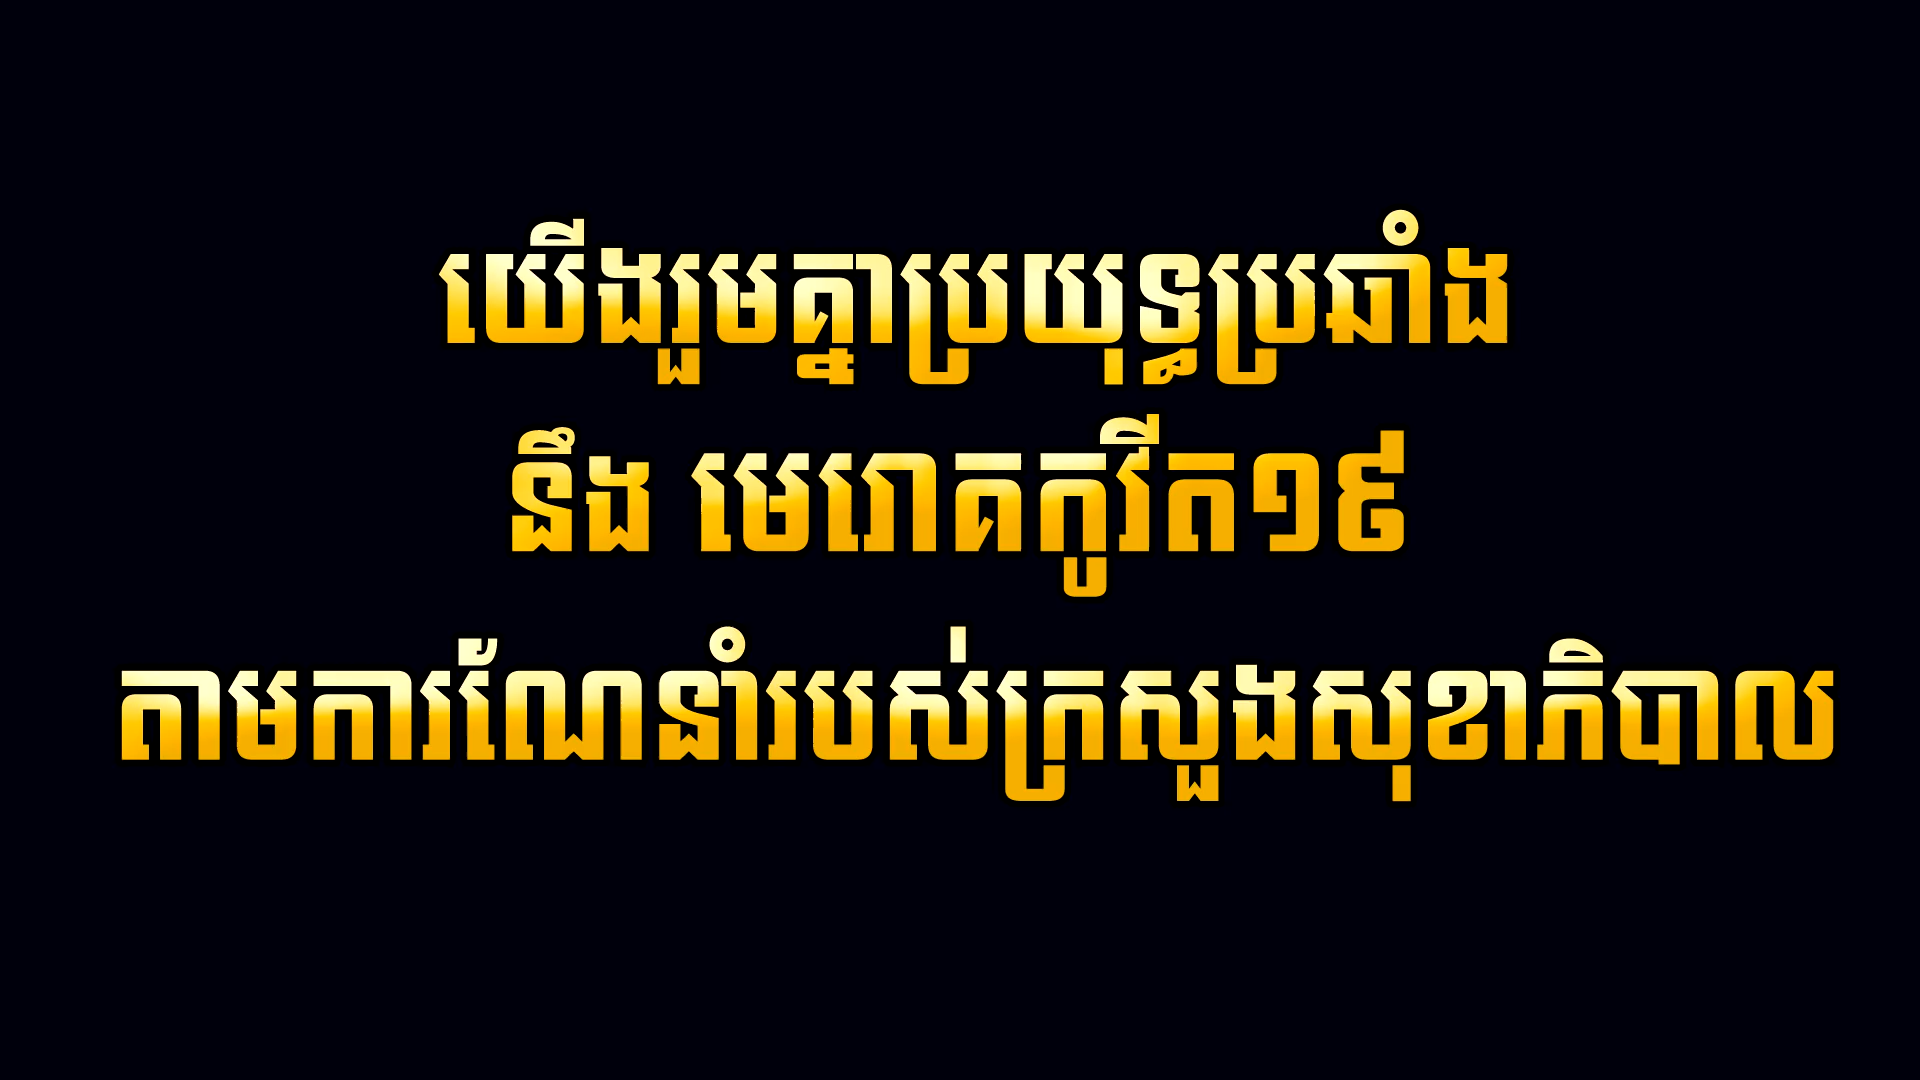 យើងរួមគ្នាប្រយុទ្ធប្រឆាំង
នឹង មេរោគកូវីត១៩
តាមការណែនាំរបស់ក្រសួងសុខាភិបាល